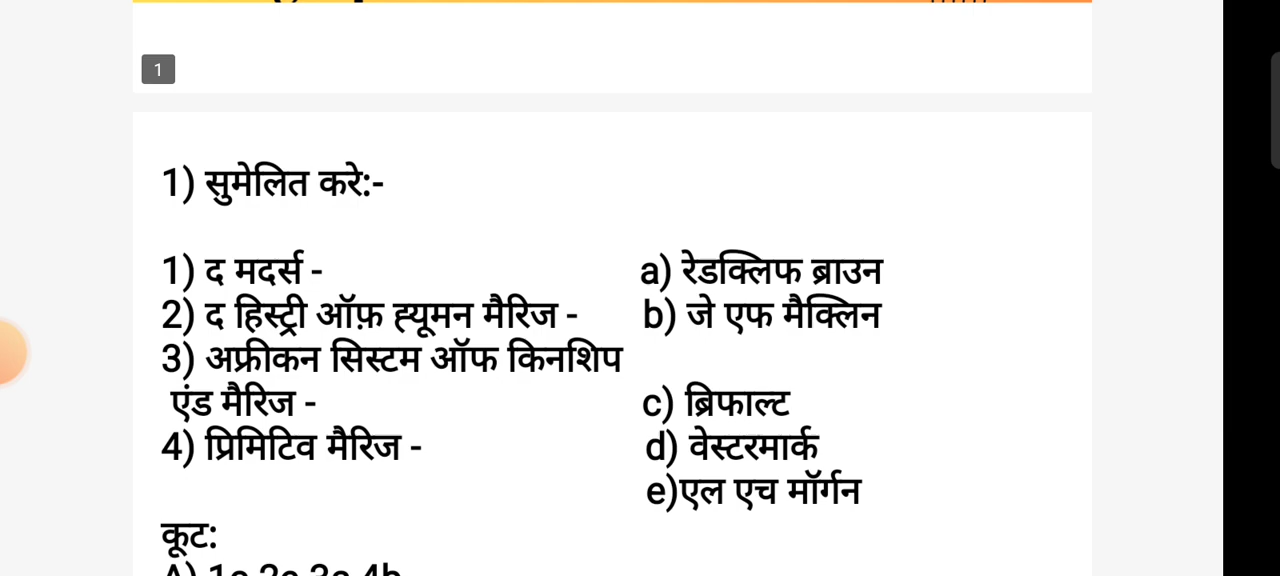 1
1) सुमेलित करे:-
1) द मदर्स - a) रेडक्लिफ ब्राउन
2) द हिस्ट्री ऑफ़ ह्यूमन मैरिज - b) जे एफ मैक्लिन
3) अफ्रीकन सिस्टम ऑफ किनशिप
एंड मैरिज - c) ब्रिफाल्ट
4) प्रिमिटिव मैरिज - d) वेस्टरमार्क
e)एल एच मॉर्गन
कूट: